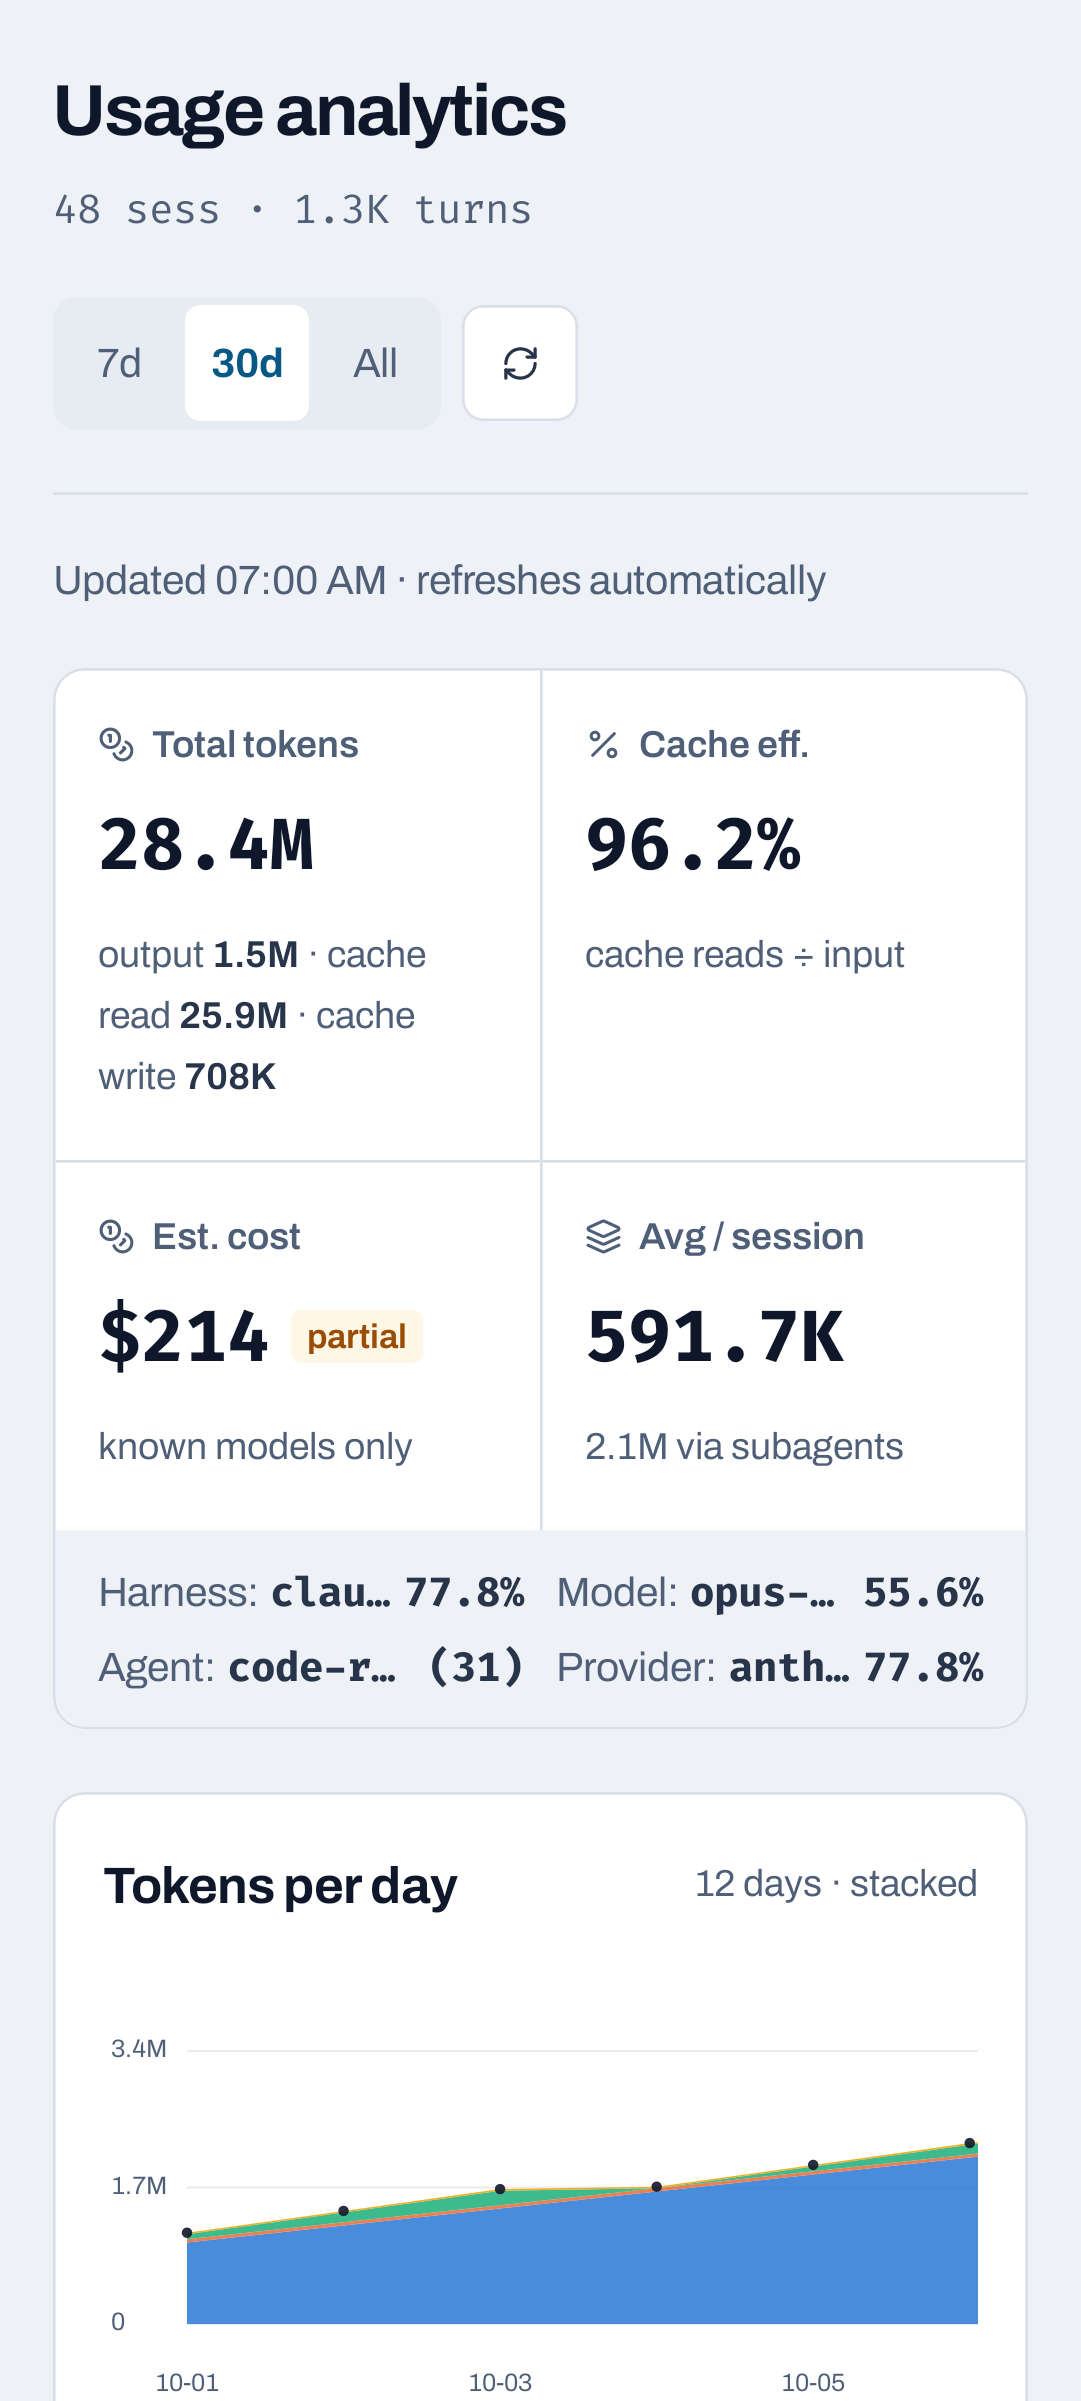 Usage analytics
48 sess · 1.3K turns
7d 30d All
Updated 07:00 AM · refreshes automatically
Total tokens
28.4M
output 1.5M · cache
read 25.9M · cache
write 708K
Cache eff.
96.2%
cache reads ÷ input
Est. cost
$214 partial
known models only
Avg / session
591.7K
2.1M via subagents
Harness: clau… 77.8% Model: opus-… 55.6%
Agent: code-r… (31) Provider: anth… 77.8%
Tokens per day
12 days · stacked
3.4M
1.7M
0
10-01 10-03 10-05